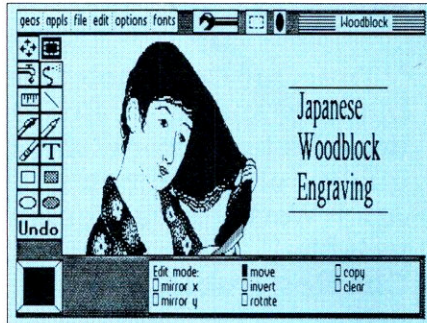 geos appls file edit options fonts Woodblock
T
Undo
Japanese
Woodblock
Engraving
Edit mode: move copy
mirror x invert clear
mirror y rotate